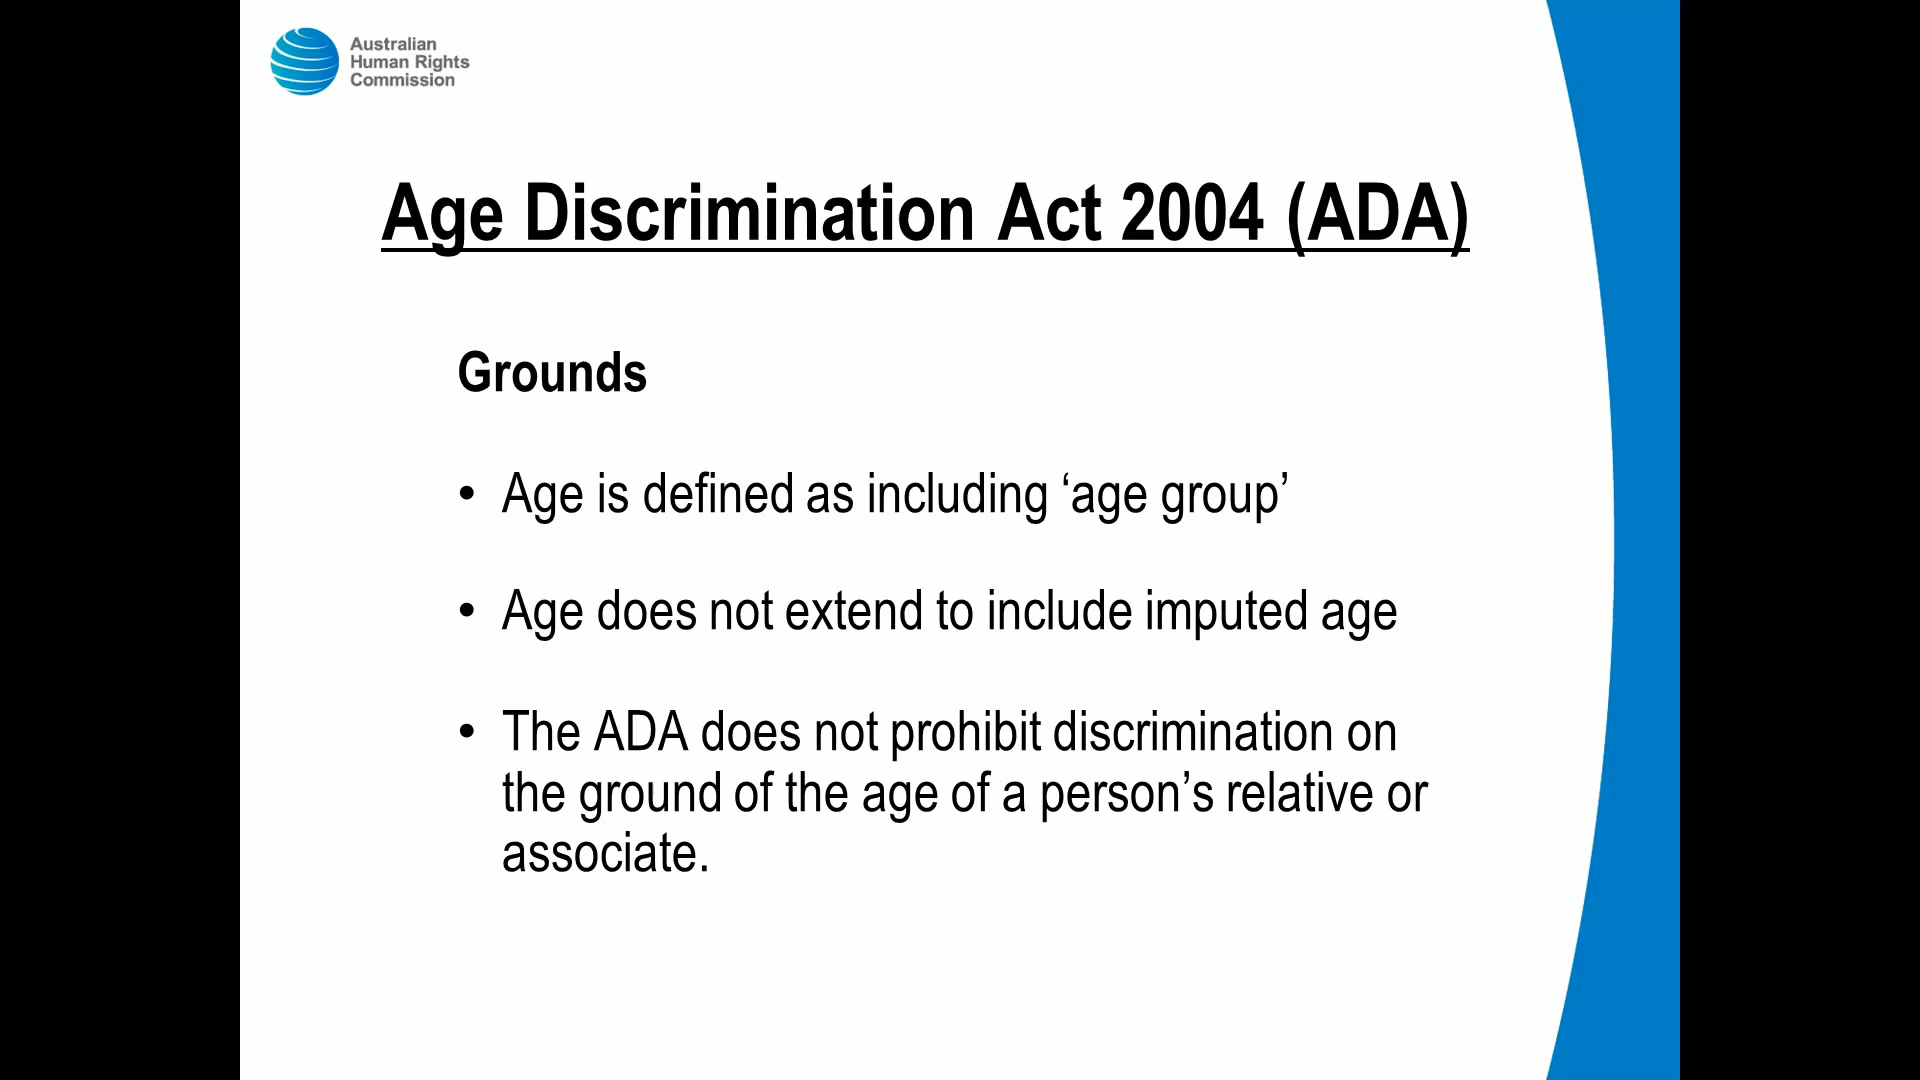 Australian
Human Rights
Commission
Age Discrimination Act 2004 (ADA)
Grounds
• Age is defined as including ‘age group’
• Age does not extend to include imputed age
• The ADA does not prohibit discrimination on
the ground of the age of a person’s relative or
associate.